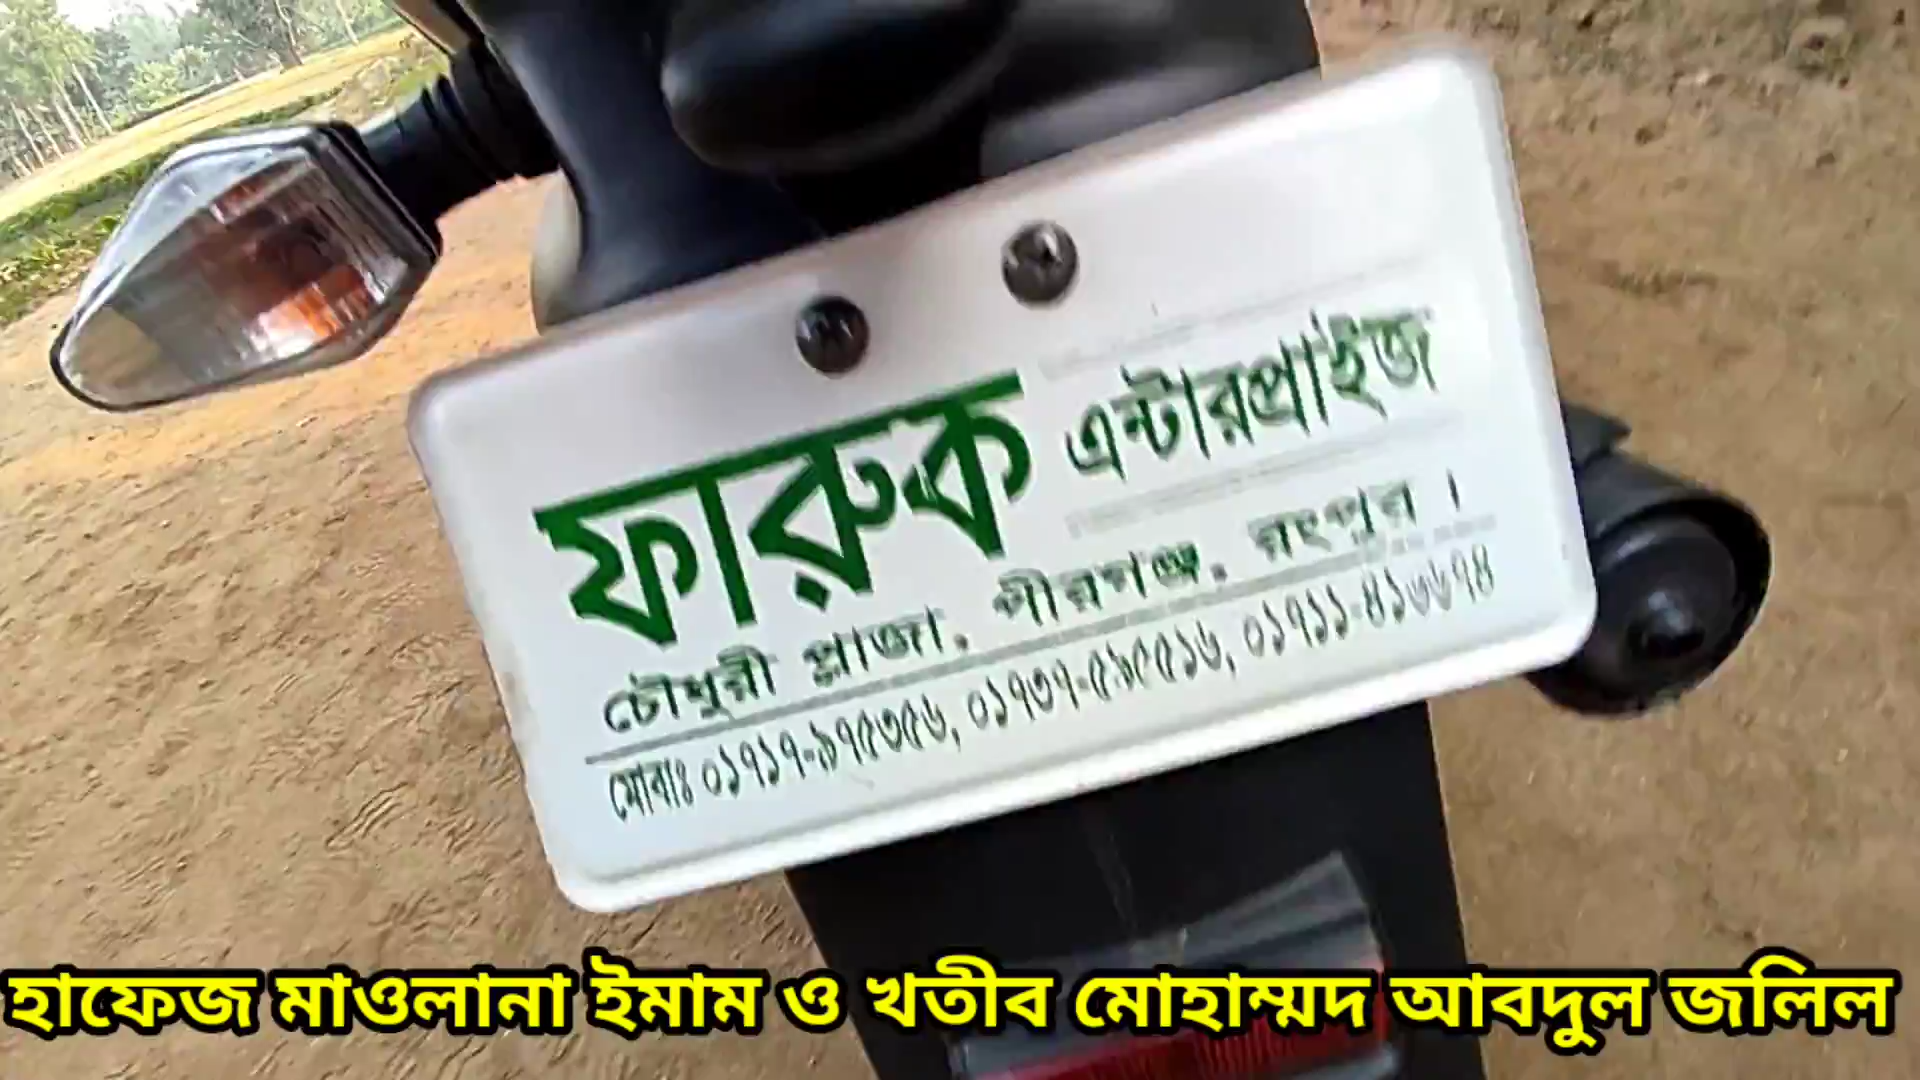 ফারুক এন্টারপ্রাইজ
চৌধুরী প্লাজা, পীরগঞ্জ, রংপুর ।
মোবাঃ ০১৭১৭-৯৭৫৩৫৬, ০১৭৩৭-৫৯৫৫১৬, ০১৭১১-৪১৩৬৭৪
হাফেজ মাওলানা ইমাম ও খতীব মোহাম্মদ আবদুল জলিল